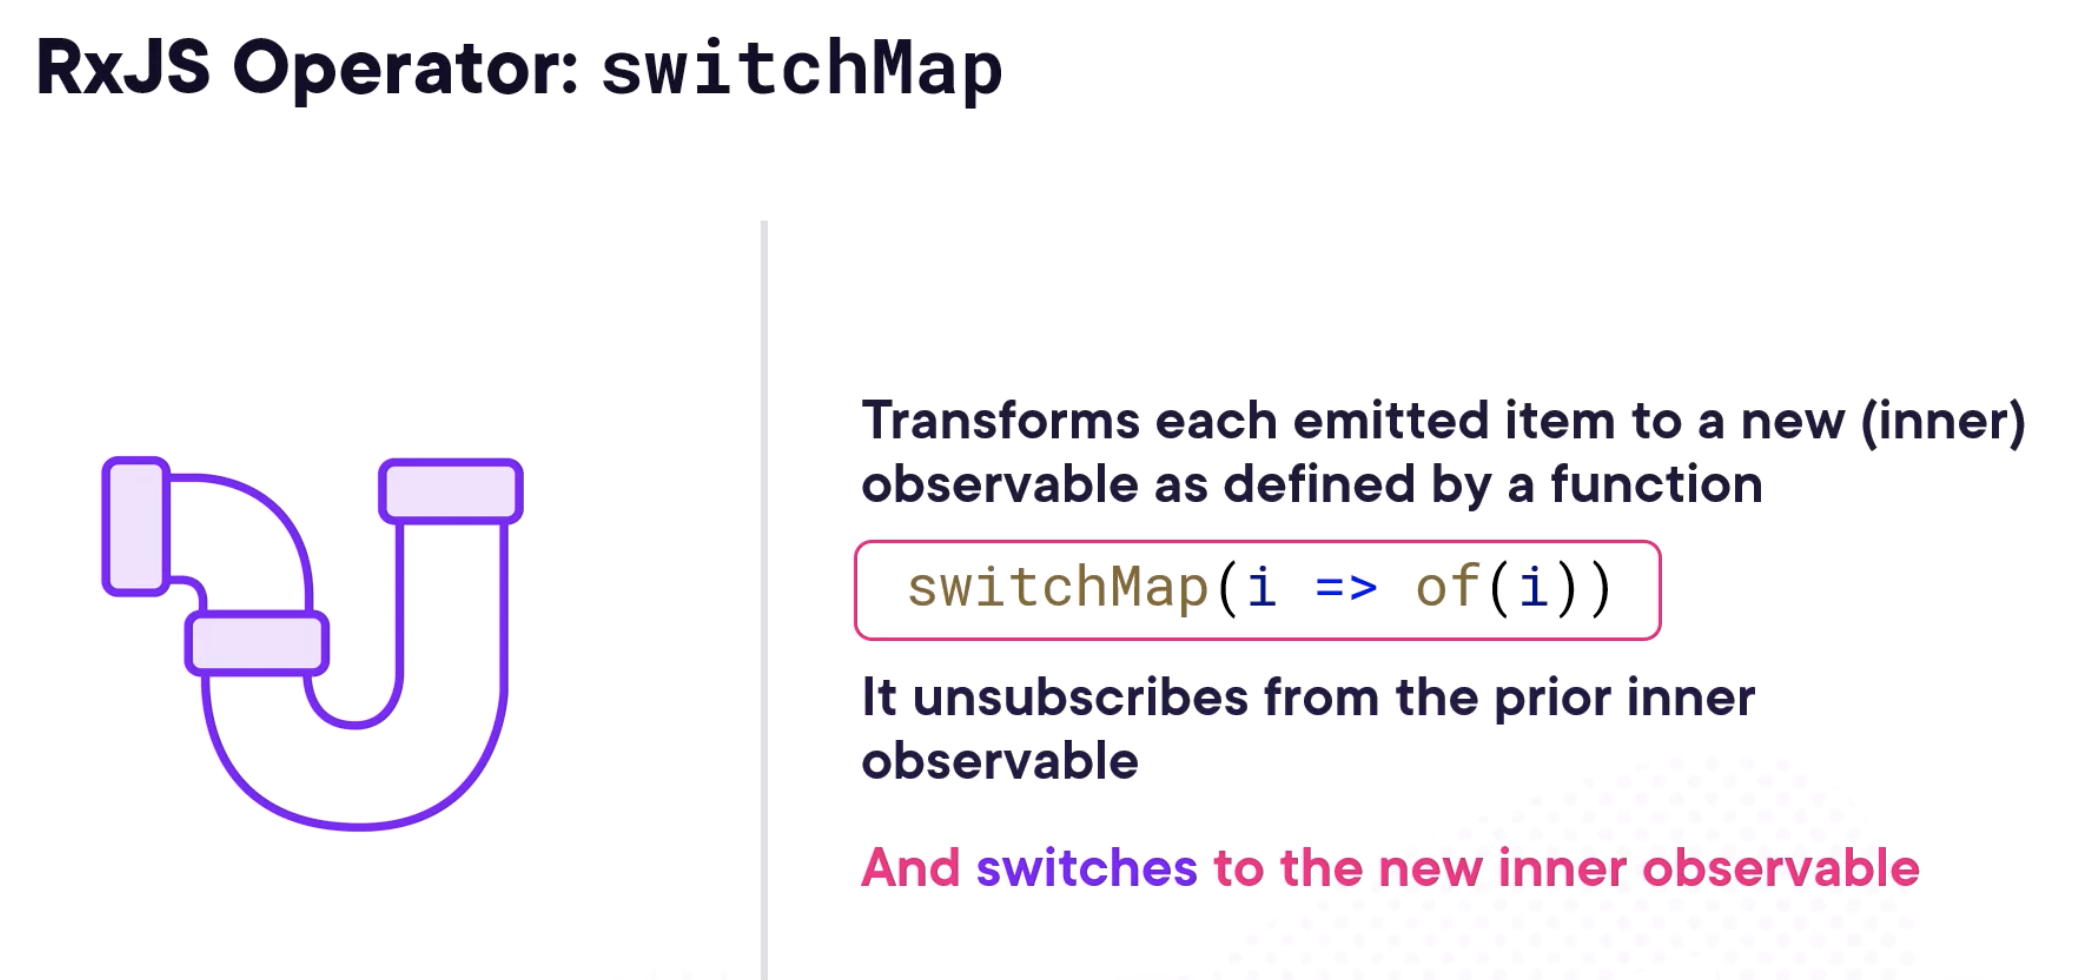 RxJS Operator: switchMap
Transforms each emitted item to a new (inner)
observable as defined by a function
switchMap(i => of(i))
It unsubscribes from the prior inner
observable
And switches to the new inner observable